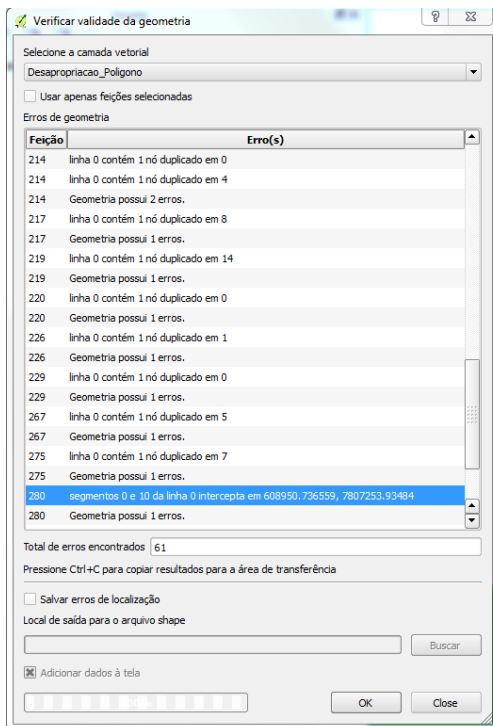 Verificar validade da geometria
Selecione a camada vetorial
Desapropriacao_Poligono
Usar apenas feições selecionadas
Erros de geometria
Feição Erro(s)
214 linha 0 contém 1 nó duplicado em 0
214 linha 0 contém 1 nó duplicado em 4
214 Geometria possui 2 erros.
217 linha 0 contém 1 nó duplicado em 8
217 Geometria possui 1 erros.
219 linha 0 contém 1 nó duplicado em 14
219 Geometria possui 1 erros.
220 linha 0 contém 1 nó duplicado em 0
220 Geometria possui 1 erros.
226 linha 0 contém 1 nó duplicado em 1
226 Geometria possui 1 erros.
229 linha 0 contém 1 nó duplicado em 0
229 Geometria possui 1 erros.
267 linha 0 contém 1 nó duplicado em 5
267 Geometria possui 1 erros.
275 linha 0 contém 1 nó duplicado em 7
275 Geometria possui 1 erros.
280 segmentos 0 e 10 da linha 0 intercepta em 608950.736559, 7807253.93484
280 Geometria possui 1 erros.
Total de erros encontrados 61
Pressione Ctrl+C para copiar resultados para a área de transferência
Salvar erros de localização
Local de saída para o arquivo shape
Buscar
Adicionar dados à tela
OK Close